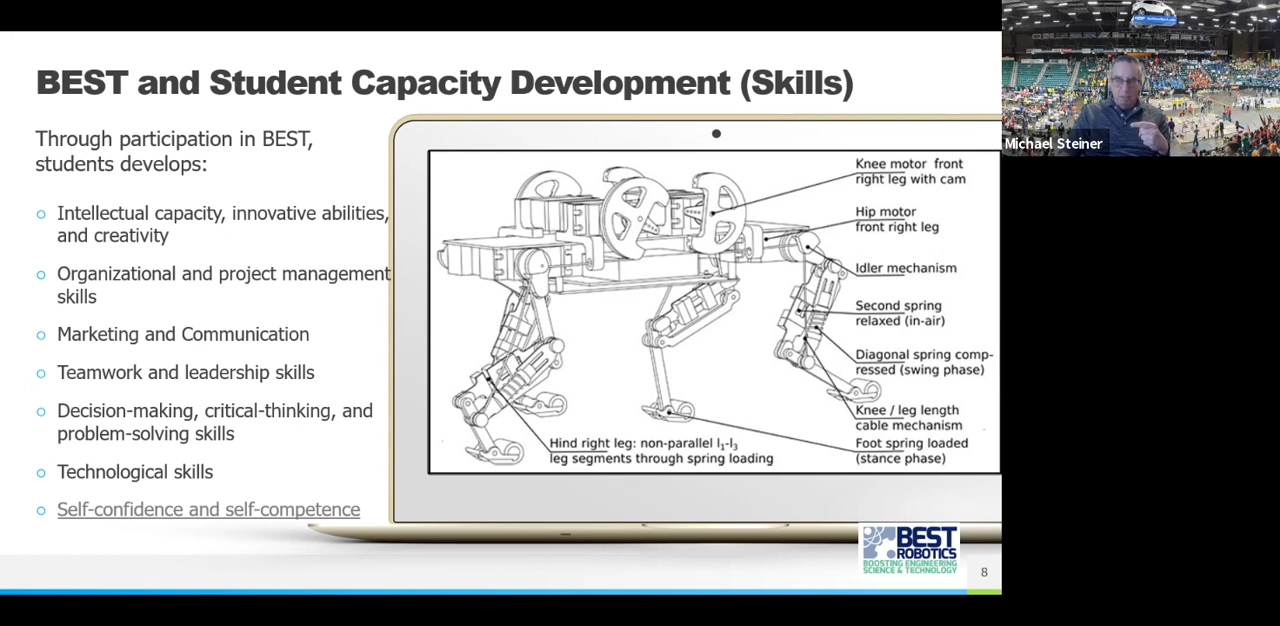 BEST and Student Capacity Development (Skills)
Through participation in BEST,
students develops:
Intellectual capacity, innovative abilities,
and creativity
Organizational and project management
skills
Marketing and Communication
Teamwork and leadership skills
Decision-making, critical-thinking, and
problem-solving skills
Technological skills
Self-confidence and self-competence
Knee motor front
right leg with cam
Hip motor
front right leg
Idler mechanism
Second spring
relaxed (in-air)
Diagonal spring comp-
ressed (swing phase)
Knee / leg length
cable mechanism
Foot spring loaded
(stance phase)
Hind right leg: non-parallel l₁-l₃
leg segments through spring loading
BEST
ROBOTICS
BOOSTING ENGINEERING
SCIENCE & TECHNOLOGY
8
Michael Steiner